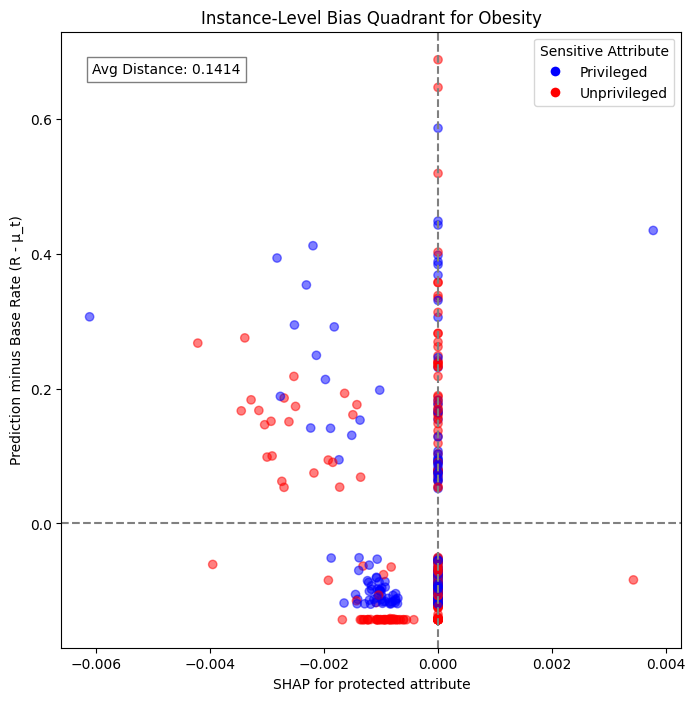 Instance-Level Bias Quadrant for Obesity
Avg Distance: 0.1414
Sensitive Attribute
Privileged
Unprivileged
Prediction minus Base Rate (R - μ_t)
0.6
0.4
0.2
0.0
−0.006
−0.004
−0.002
0.000
0.002
0.004
SHAP for protected attribute